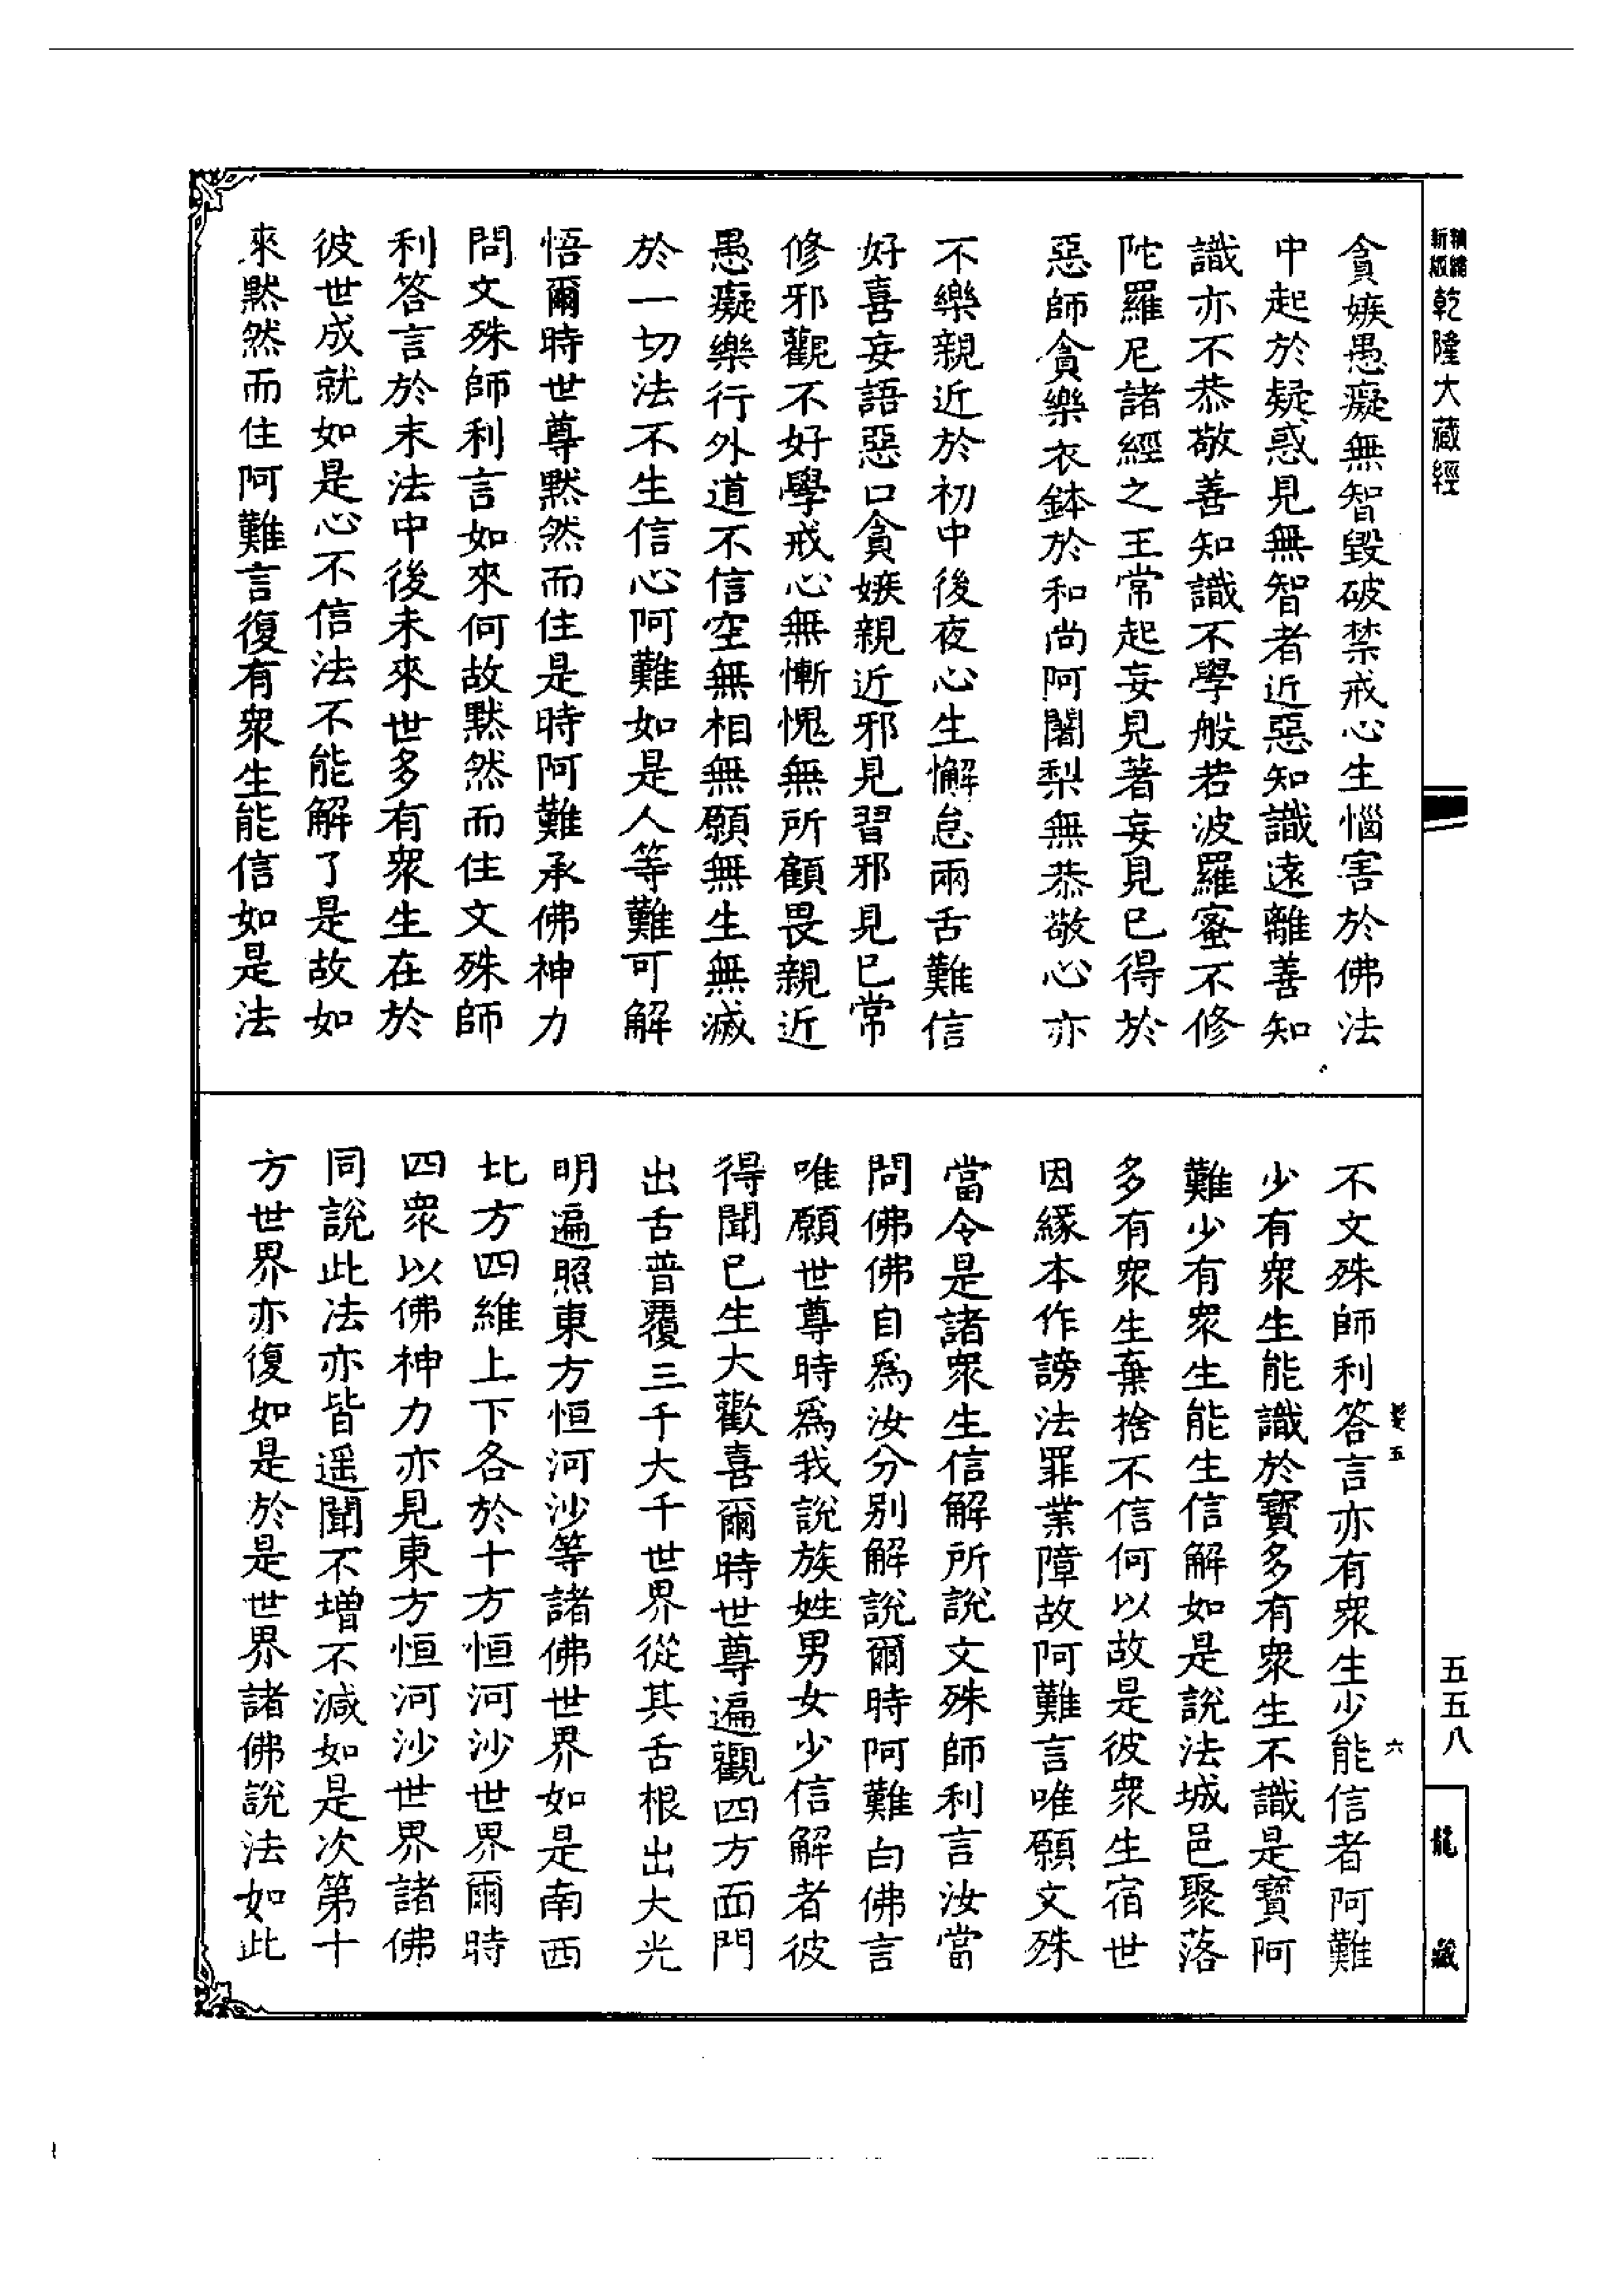 新版精縮乾隆大藏經
貪嫉愚癡無智毀破禁戒心生惱害於佛法
中起於疑惑見無智者近惡知識遠離善知
識亦不恭敬善知識不學般若波羅蜜不修
陀羅尼諸經之王常起妄見著妄見已得於
惡師貪樂衣鉢於和尚阿闍梨無恭敬心亦
不樂親近於初中後夜心生懈怠兩舌難信
好喜妄語惡口貪嫉親近邪見習邪見已常
修邪觀不好學戒心無慚愧無所顧畏親近
愚癡樂行外道不信空無相無願無生無滅
於一切法不生信心阿難如是人等難可解
悟爾時世尊默然而住是時阿難承佛神力
問文殊師利言如來何故默然而住文殊師
利答言於末法中後未來世多有衆生在於
彼世成就如是心不信法不能解了是故如
來默然而住阿難言復有衆生能信如是法
不文殊師利答言亦有衆生少能信者阿難
少有衆生能識於寶多有衆生不識是寶阿
難少有衆生能生信解如是說法城邑聚落
多有衆生棄捨不信何以故是彼衆生宿世
因緣本作謗法罪業障故阿難言唯願文殊
當令是諸衆生信解所說文殊師利言汝當
問佛佛自爲汝分別解說爾時阿難白佛言
唯願世尊時爲我說族姓男女少信解者彼
得聞已生大歡喜爾時世尊遍觀四方面門
出舌普覆三千大千世界從其舌根出大光
明遍照東方恒河沙等諸佛世界如是南西
北方四維上下各於十方恒河沙世界爾時
四衆以佛神力亦見東方恒河沙世界諸佛
同說此法亦皆遥聞不增不減如是次第十
方世界亦復如是於是世界諸佛說法如此
髮五
六
五五八
龍藏